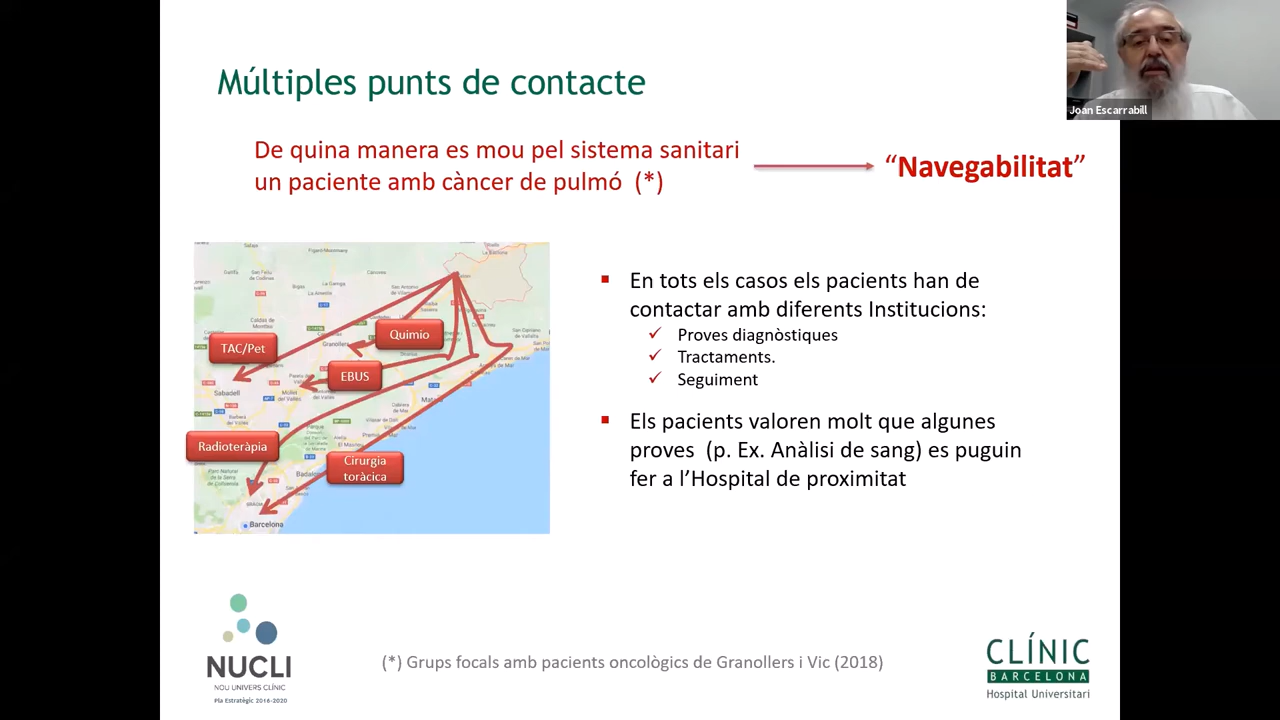 Joan Escarrabill
Múltiples punts de contacte
De quina manera es mou pel sistema sanitari
un paciente amb càncer de pulmó (*)
“Navegabilitat”
TAC/Pet
Quimio
EBUS
Radioteràpia
Cirurgia
toràcica
Sabadell
Barcelona
En tots els casos els pacients han de
contactar amb diferents Institucions:
Proves diagnòstiques
Tractaments.
Seguiment
Els pacients valoren molt que algunes
proves (p. Ex. Anàlisi de sang) es puguin
fer a l’Hospital de proximitat
NUCLI
NOU UNIVERS CLÍNIC
Pla Estratègic 2016-2020
(*) Grups focals amb pacients oncològics de Granollers i Vic (2018)
CLÍNIC
BARCELONA
Hospital Universitari